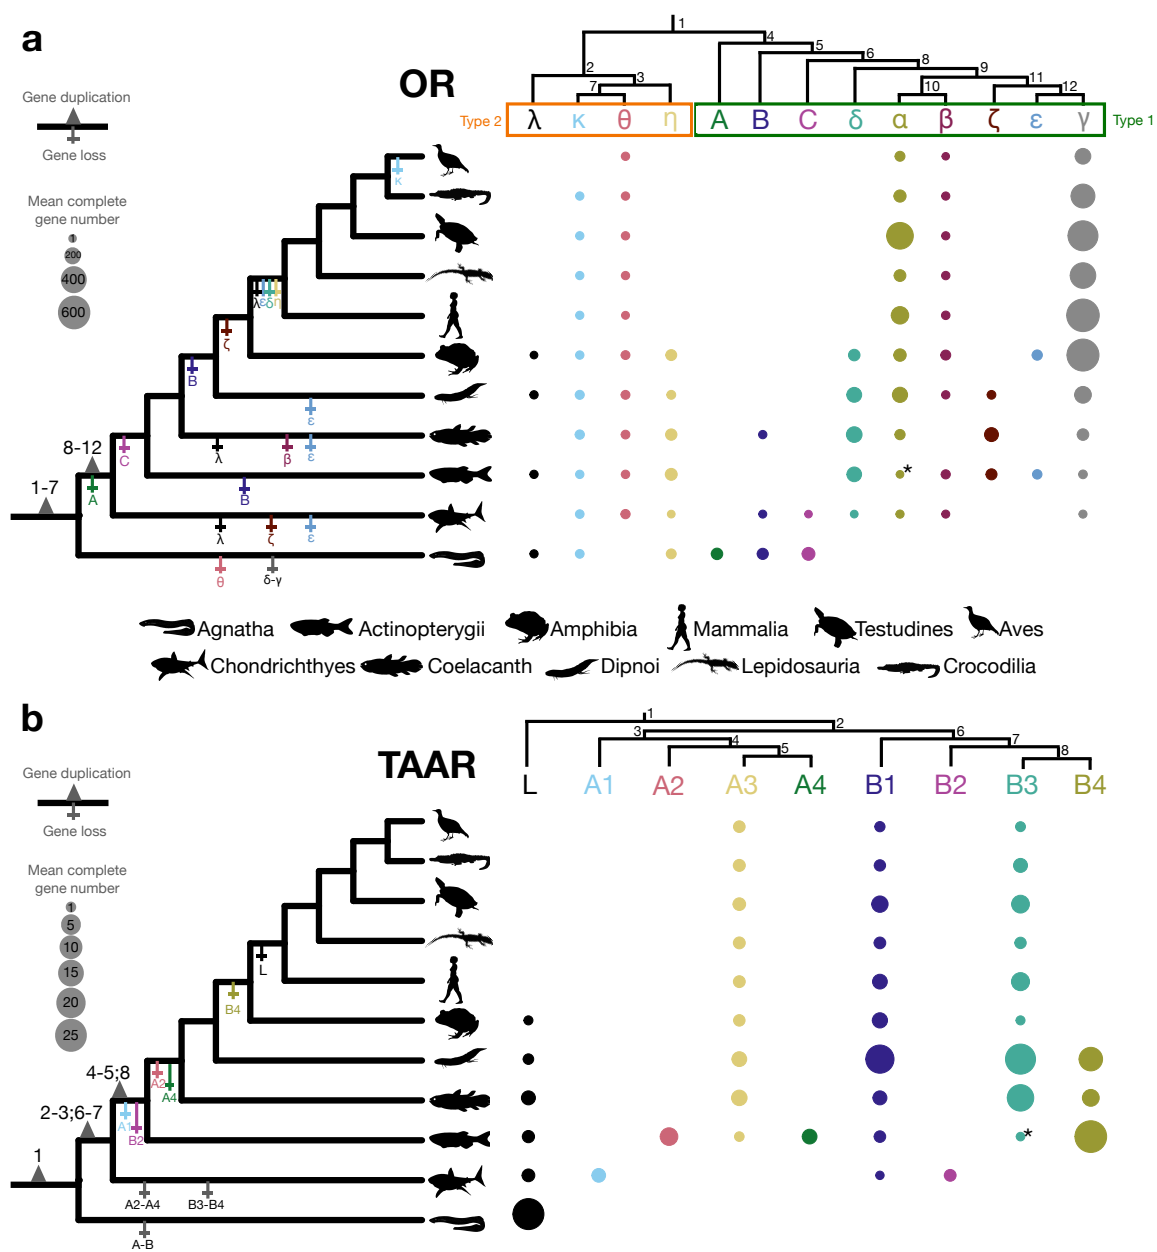 a
OR
Gene duplication
Gene loss
Mean complete
gene number
1
200
400
600
1
2
3
7
4
5
6
8
9
10
11
12
Type 2
λ κ θ η A B C δ α β ζ ε γ
Type 1
κ
λ ε δ η
ζ
B
ε
C
λ β ε
8-12
A
B
1-7
λ ζ ε
θ δ-γ
*
Agnatha Actinopterygii Amphibia Mammalia Testudines Aves
Chondrichthyes Coelacanth Dipnoi Lepidosauria Crocodilia
b
TAAR
Gene duplication
Gene loss
Mean complete
gene number
1
5
10
15
20
25
1
2
3
4
5
6
7
8
L A1 A2 A3 A4 B1 B2 B3 B4
L
B4
4-5;8
A2
A4
2-3;6-7
A1
B2
1
A2-A4 B3-B4
A-B
*